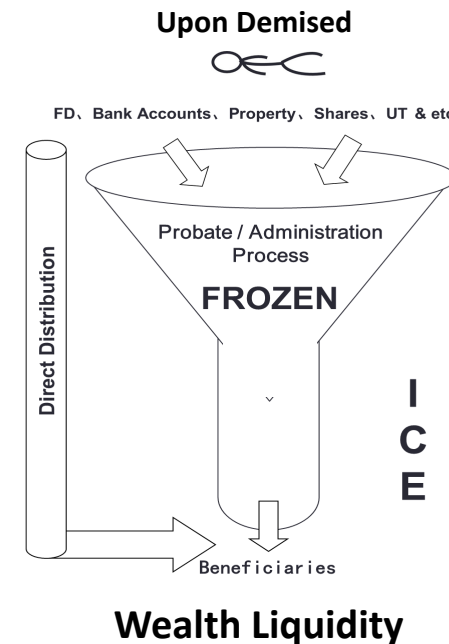 Upon Demised
FD、Bank Accounts、Property、Shares、UT & etc
Probate / Administration
Process
FROZEN
Direct Distribution
I
C
E
Beneficiaries
Wealth Liquidity